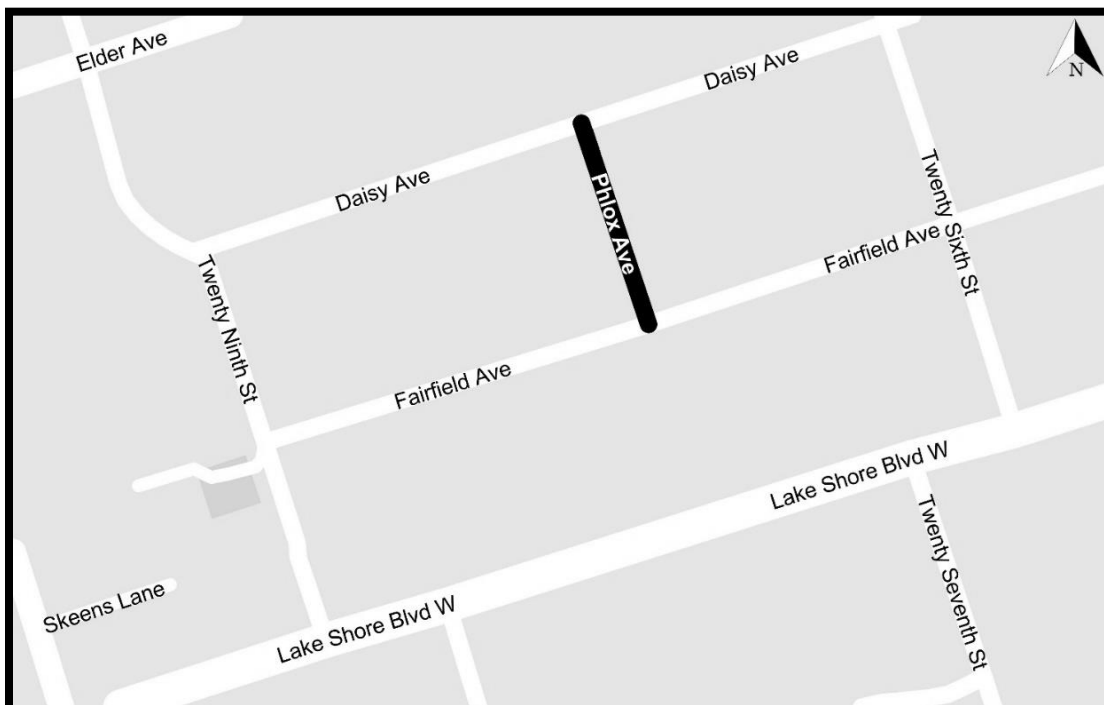 Elder Ave
N
Daisy Ave
Daisy Ave
Phlox Ave
Twenty Sixth St
Fairfield Ave
Twenty Ninth St
Fairfield Ave
Lake Shore Blvd W
Twenty Seventh St
Skeens Lane
Lake Shore Blvd W